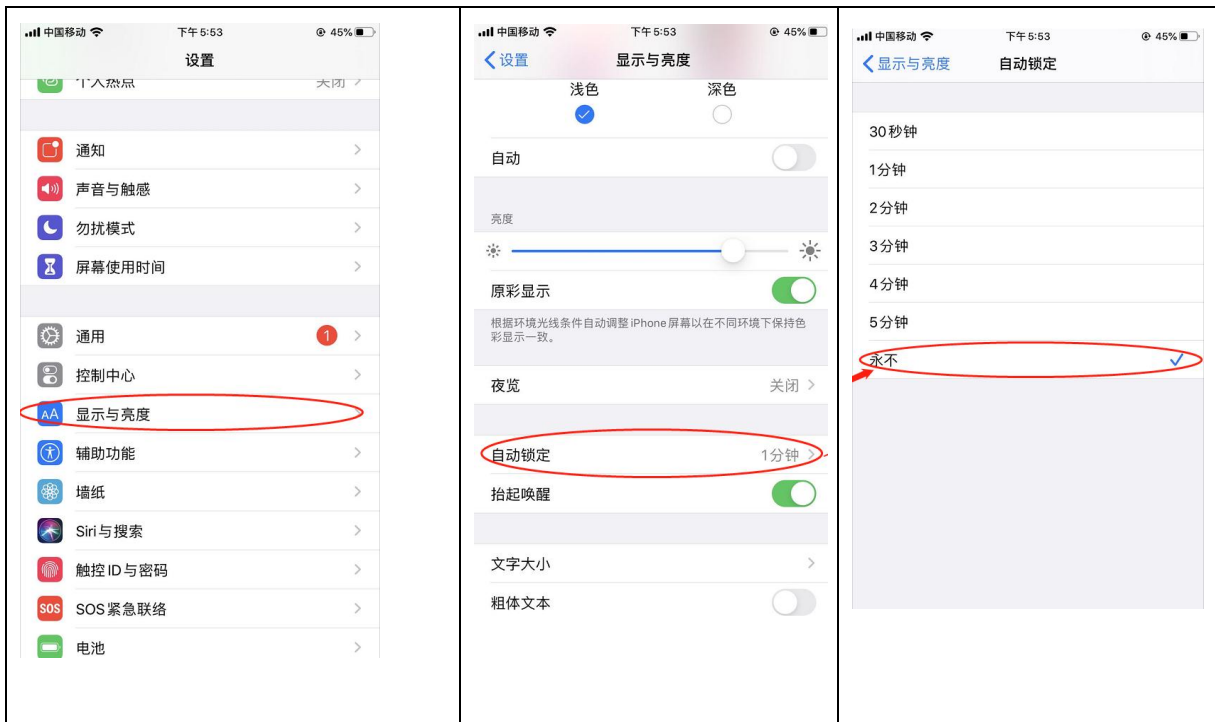 中国移动 下午5:53 45%
设置
个人热点 关闭
通知
声音与触感
勿扰模式
屏幕使用时间
通用 1
控制中心
AA 显示与亮度
辅助功能
墙纸
Siri与搜索
触控ID与密码
SOS SOS紧急联络
电池
中国移动 下午5:53 45%
设置 显示与亮度
浅色 深色
自动
亮度
原彩显示
根据环境光线条件自动调整 iPhone 屏幕以在不同环境下保持色
彩显示一致。
夜览 关闭
自动锁定 1分钟
抬起唤醒
文字大小
粗体文本
中国移动 下午5:53 45%
显示与亮度 自动锁定
30秒钟
1分钟
2分钟
3分钟
4分钟
5分钟
永不